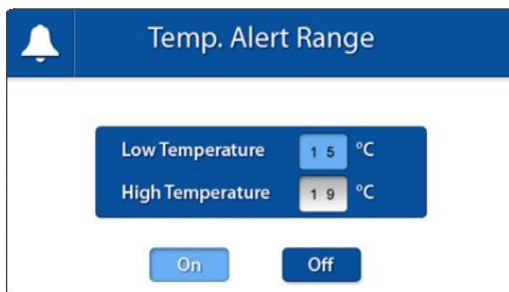 Temp. Alert Range
Low Temperature 15 °C
High Temperature 19 °C
On Off